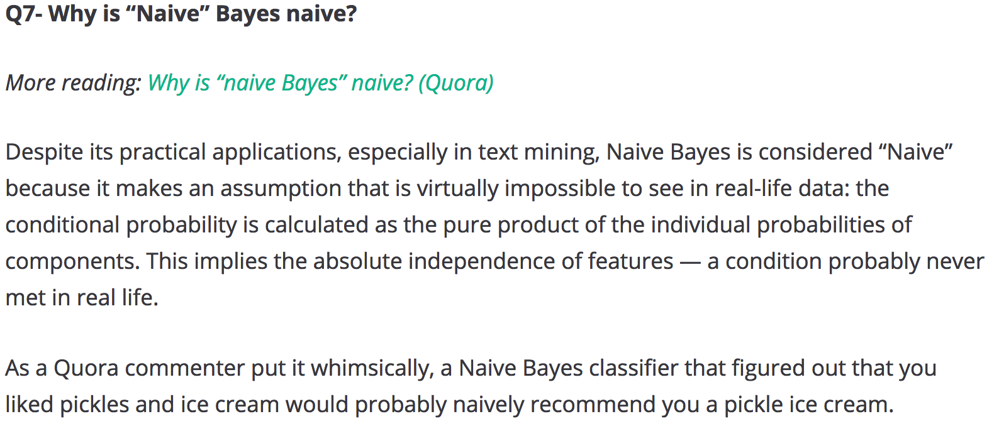 Q7- Why is “Naive” Bayes naive?
More reading: Why is “naive Bayes” naive? (Quora)
Despite its practical applications, especially in text mining, Naive Bayes is considered “Naive”
because it makes an assumption that is virtually impossible to see in real-life data: the
conditional probability is calculated as the pure product of the individual probabilities of
components. This implies the absolute independence of features — a condition probably never
met in real life.
As a Quora commenter put it whimsically, a Naive Bayes classifier that figured out that you
liked pickles and ice cream would probably naively recommend you a pickle ice cream.